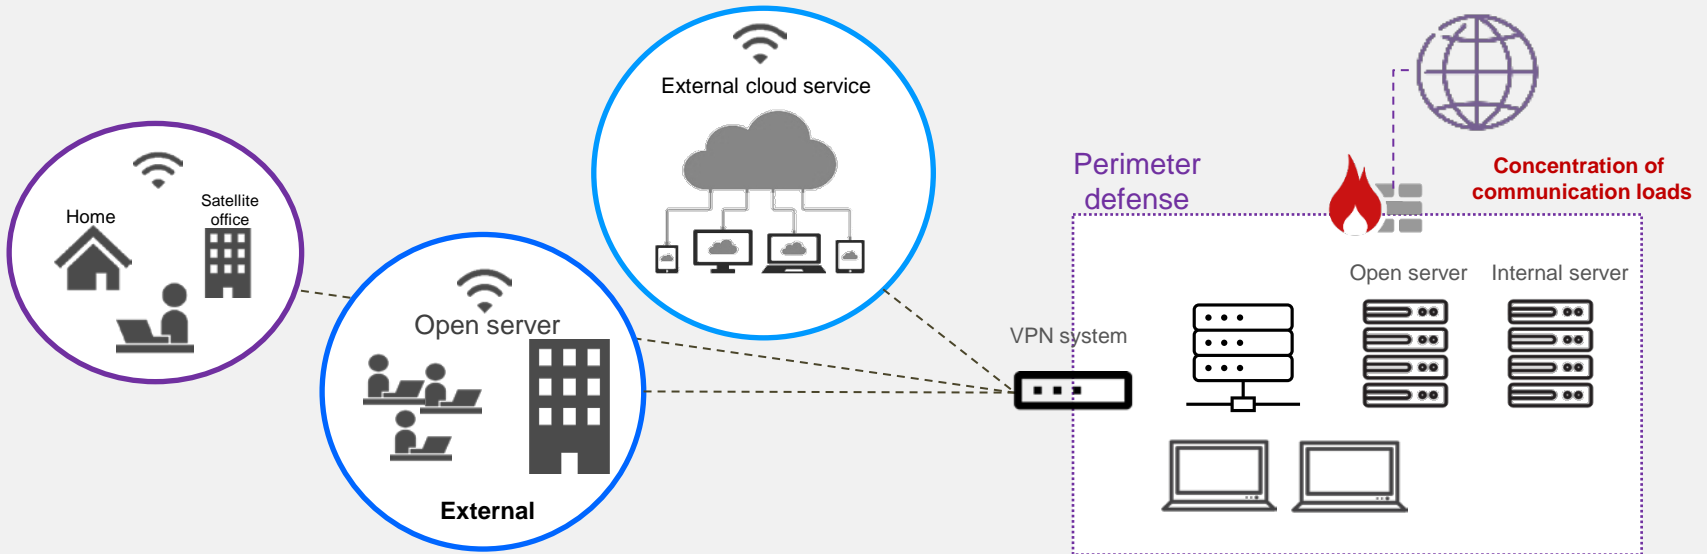 External cloud service
Home
Satellite
office
Open server
External
VPN system
Perimeter
defense
Concentration of
communication loads
Open server
Internal server